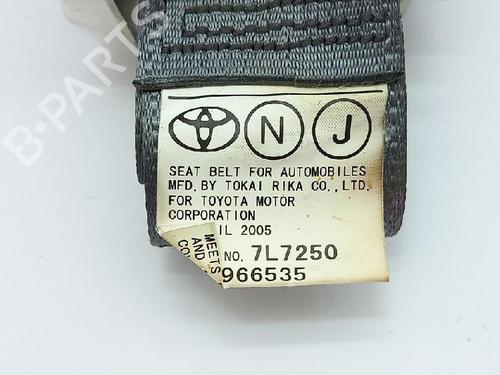 B-PARTS
N J
SEAT BELT FOR AUTOMOBILES
MFD. BY TOKAI RIKA CO., LTD.
FOR TOYOTA MOTOR
CORPORATION
IL 2005
NO. 7L7250
966535
MEETS
AND